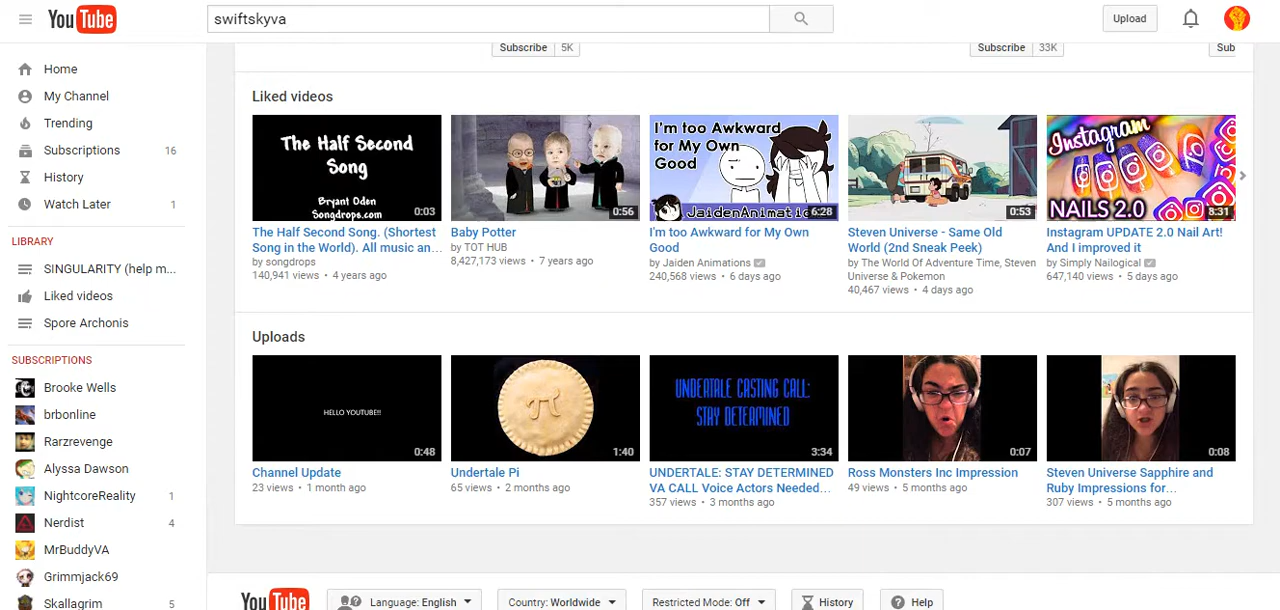 YouTube
swiftskyva
Upload
Subscribe 5K
Subscribe 33K
Sub
Home
My Channel
Trending
Subscriptions 16
History
Watch Later 1
LIBRARY
SINGULARITY (help m...
Liked videos
Spore Archonis
SUBSCRIPTIONS
Brooke Wells
brbonline
Rarzrevenge
Alyssa Dawson
NightcoreReality 1
Nerdist 4
MrBuddyVA
Grimmjack69
Skallagrim 5
Liked videos
The Half Second
Song
Bryant Oden
Songdrops.com
0:03
The Half Second Song. (Shortest
Song in the World). All music an...
by songdrops
140,941 views • 4 years ago
0:56
Baby Potter
by TOT HUB
8,427,173 views • 7 years ago
I'm too Awkward
for My Own
Good
JaidenAnimatio
6:28
I'm too Awkward for My Own
Good
by Jaiden Animations
240,568 views • 6 days ago
0:53
Steven Universe - Same Old
World (2nd Sneak Peek)
by The World Of Adventure Time, Steven
Universe & Pokemon
40,467 views • 4 days ago
Instagram
NAILS 2.0
8:31
Instagram UPDATE 2.0 Nail Art!
And I improved it
by Simply Nailogical
647,140 views • 5 days ago
Uploads
HELLO YOUTUBE!!
0:48
Channel Update
23 views • 1 month ago
π
1:40
Undertale Pi
65 views • 2 months ago
UNDERTALE CASTING CALL:
STAY DETERMINED
3:34
UNDERTALE: STAY DETERMINED
VA CALL Voice Actors Needed...
357 views • 3 months ago
0:07
Ross Monsters Inc Impression
49 views • 5 months ago
0:08
Steven Universe Sapphire and
Ruby Impressions for...
307 views • 5 months ago
YouTube
Language: English
Country: Worldwide
Restricted Mode: Off
History
Help